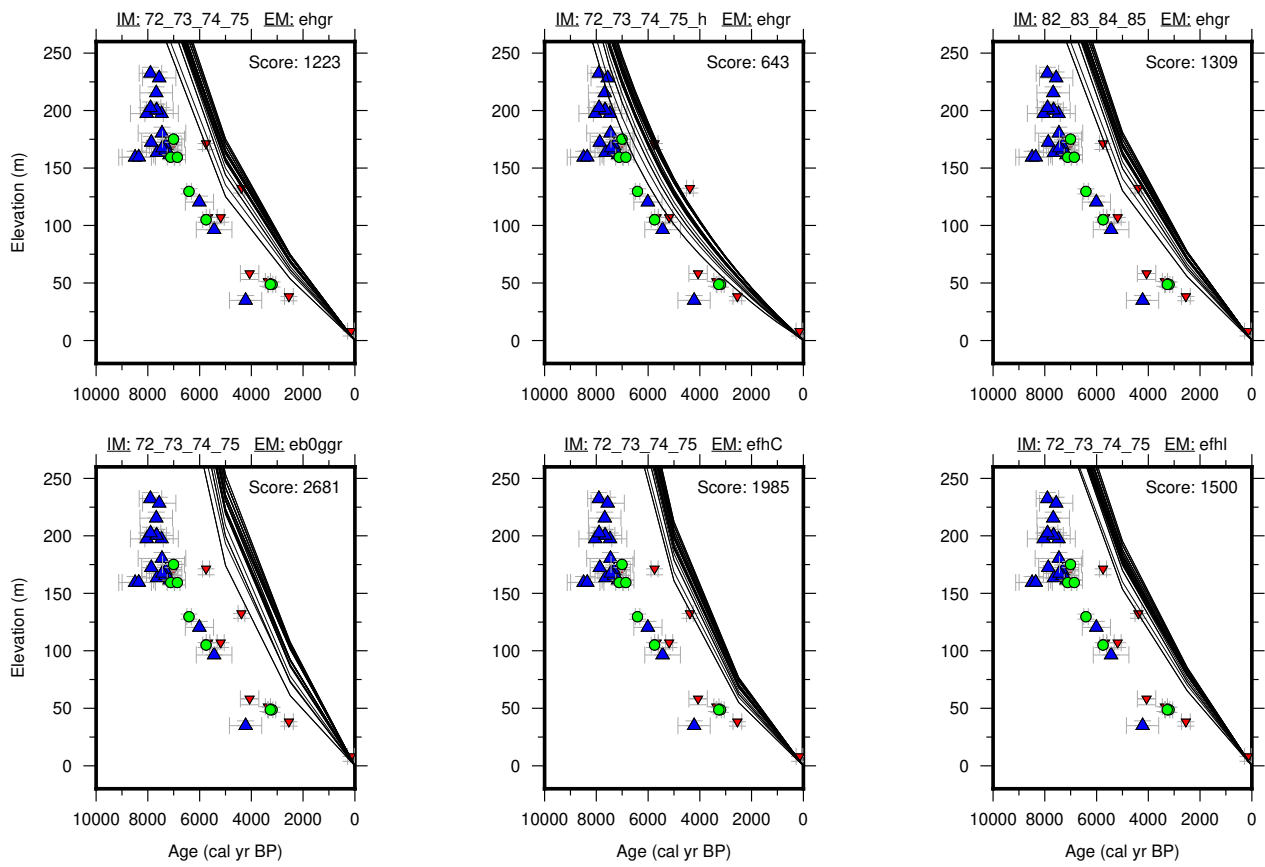 IM: 72_73_74_75 EM: ehgr
IM: 72_73_74_75_h EM: ehgr
IM: 82_83_84_85 EM: ehgr
Score: 1223
Score: 643
Score: 1309
250
200
150
100
50
0
Elevation (m)
250
200
150
100
50
0
250
200
150
100
50
0
10000 8000 6000 4000 2000 0
10000 8000 6000 4000 2000 0
10000 8000 6000 4000 2000 0
IM: 72_73_74_75 EM: eb0ggr
IM: 72_73_74_75 EM: efhC
IM: 72_73_74_75 EM: efhl
Score: 2681
Score: 1985
Score: 1500
250
200
150
100
50
0
Elevation (m)
250
200
150
100
50
0
250
200
150
100
50
0
10000 8000 6000 4000 2000 0
10000 8000 6000 4000 2000 0
10000 8000 6000 4000 2000 0
Age (cal yr BP)
Age (cal yr BP)
Age (cal yr BP)